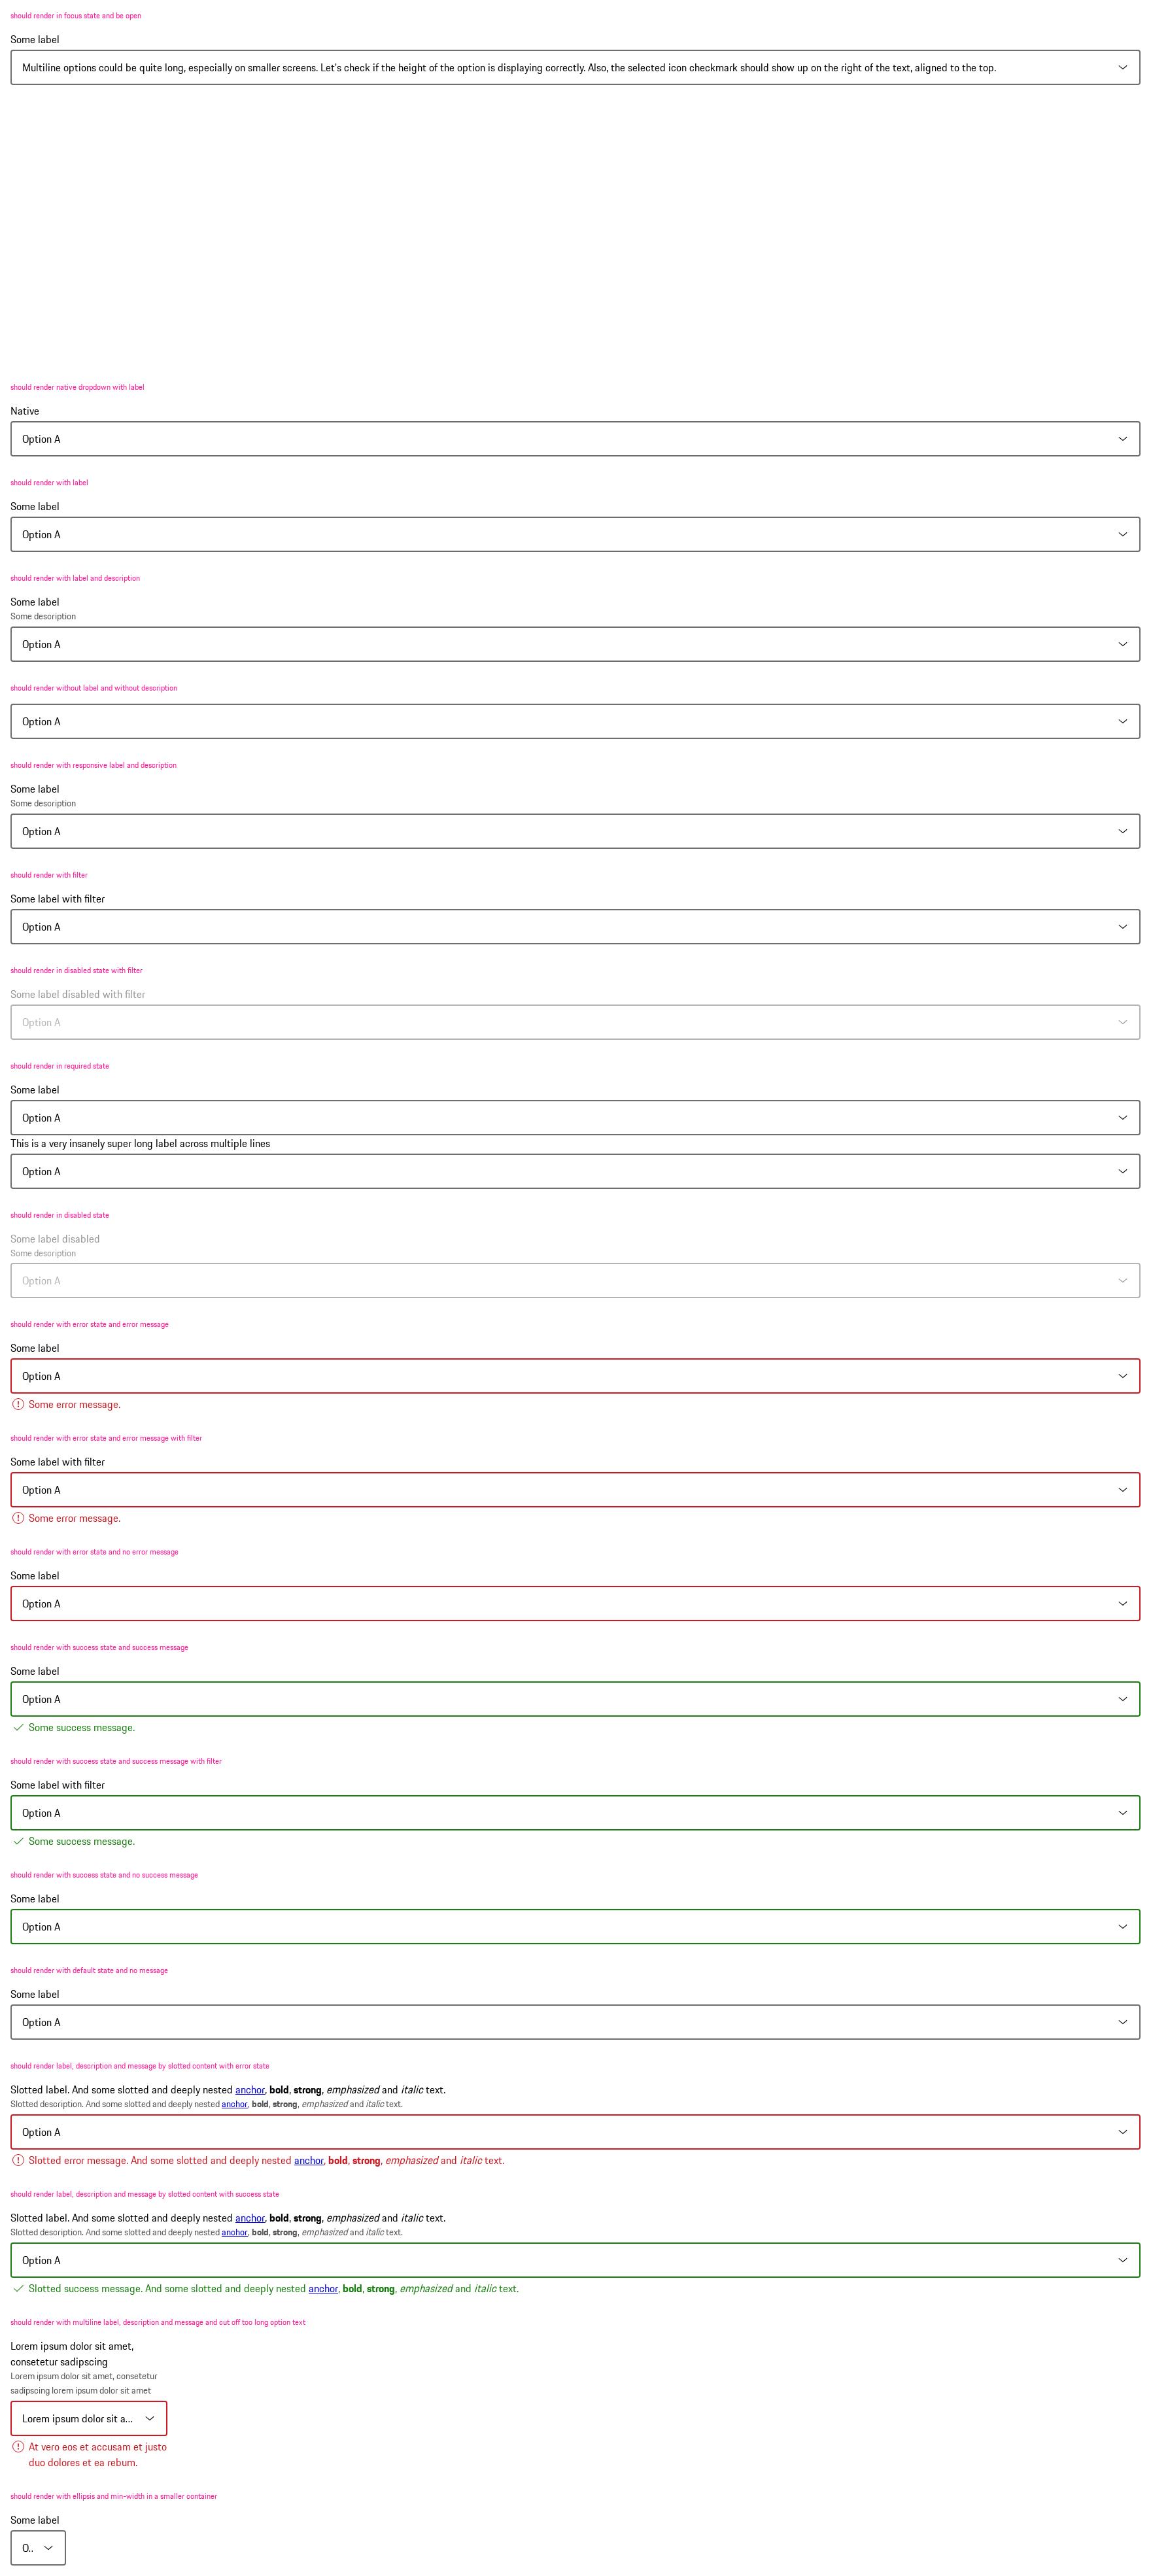 should render in focus state and be open
Some label
Multiline options could be quite long, especially on smaller screens. Let's check if the height of the option is displaying correctly. Also, the selected icon checkmark should show up on the right of the text, aligned to the top.
should render native dropdown with label
Native
Option A
should render with label
Some label
Option A
should render with label and description
Some label
Some description
Option A
should render without label and without description
Option A
should render with responsive label and description
Some label
Some description
Option A
should render with filter
Some label with filter
Option A
should render in disabled state with filter
Some label disabled with filter
Option A
should render in required state
Some label
Option A
This is a very insanely super long label across multiple lines
Option A
should render in disabled state
Some label disabled
Some description
Option A
should render with error state and error message
Some label
Option A
Some error message.
should render with error state and error message with filter
Some label with filter
Option A
Some error message.
should render with error state and no error message
Some label
Option A
should render with success state and success message
Some label
Option A
Some success message.
should render with success state and success message with filter
Some label with filter
Option A
Some success message.
should render with success state and no success message
Some label
Option A
should render with default state and no message
Some label
Option A
should render label, description and message by slotted content with error state
Slotted label. And some slotted and deeply nested anchor, bold, strong, emphasized and italic text.
Slotted description. And some slotted and deeply nested anchor, bold, strong, emphasized and italic text.
Option A
Slotted error message. And some slotted and deeply nested anchor, bold, strong, emphasized and italic text.
should render label, description and message by slotted content with success state
Slotted label. And some slotted and deeply nested anchor, bold, strong, emphasized and italic text.
Slotted description. And some slotted and deeply nested anchor, bold, strong, emphasized and italic text.
Option A
Slotted success message. And some slotted and deeply nested anchor, bold, strong, emphasized and italic text.
should render with multiline label, description and message and cut off too long option text
Lorem ipsum dolor sit amet,
consetetur sadipscing
Lorem ipsum dolor sit amet, consetetur
sadipscing lorem ipsum dolor sit amet
Lorem ipsum dolor sit a...
At vero eos et accusam et justo
duo dolores et ea rebum.
should render with ellipsis and min-width in a smaller container
Some label
O..